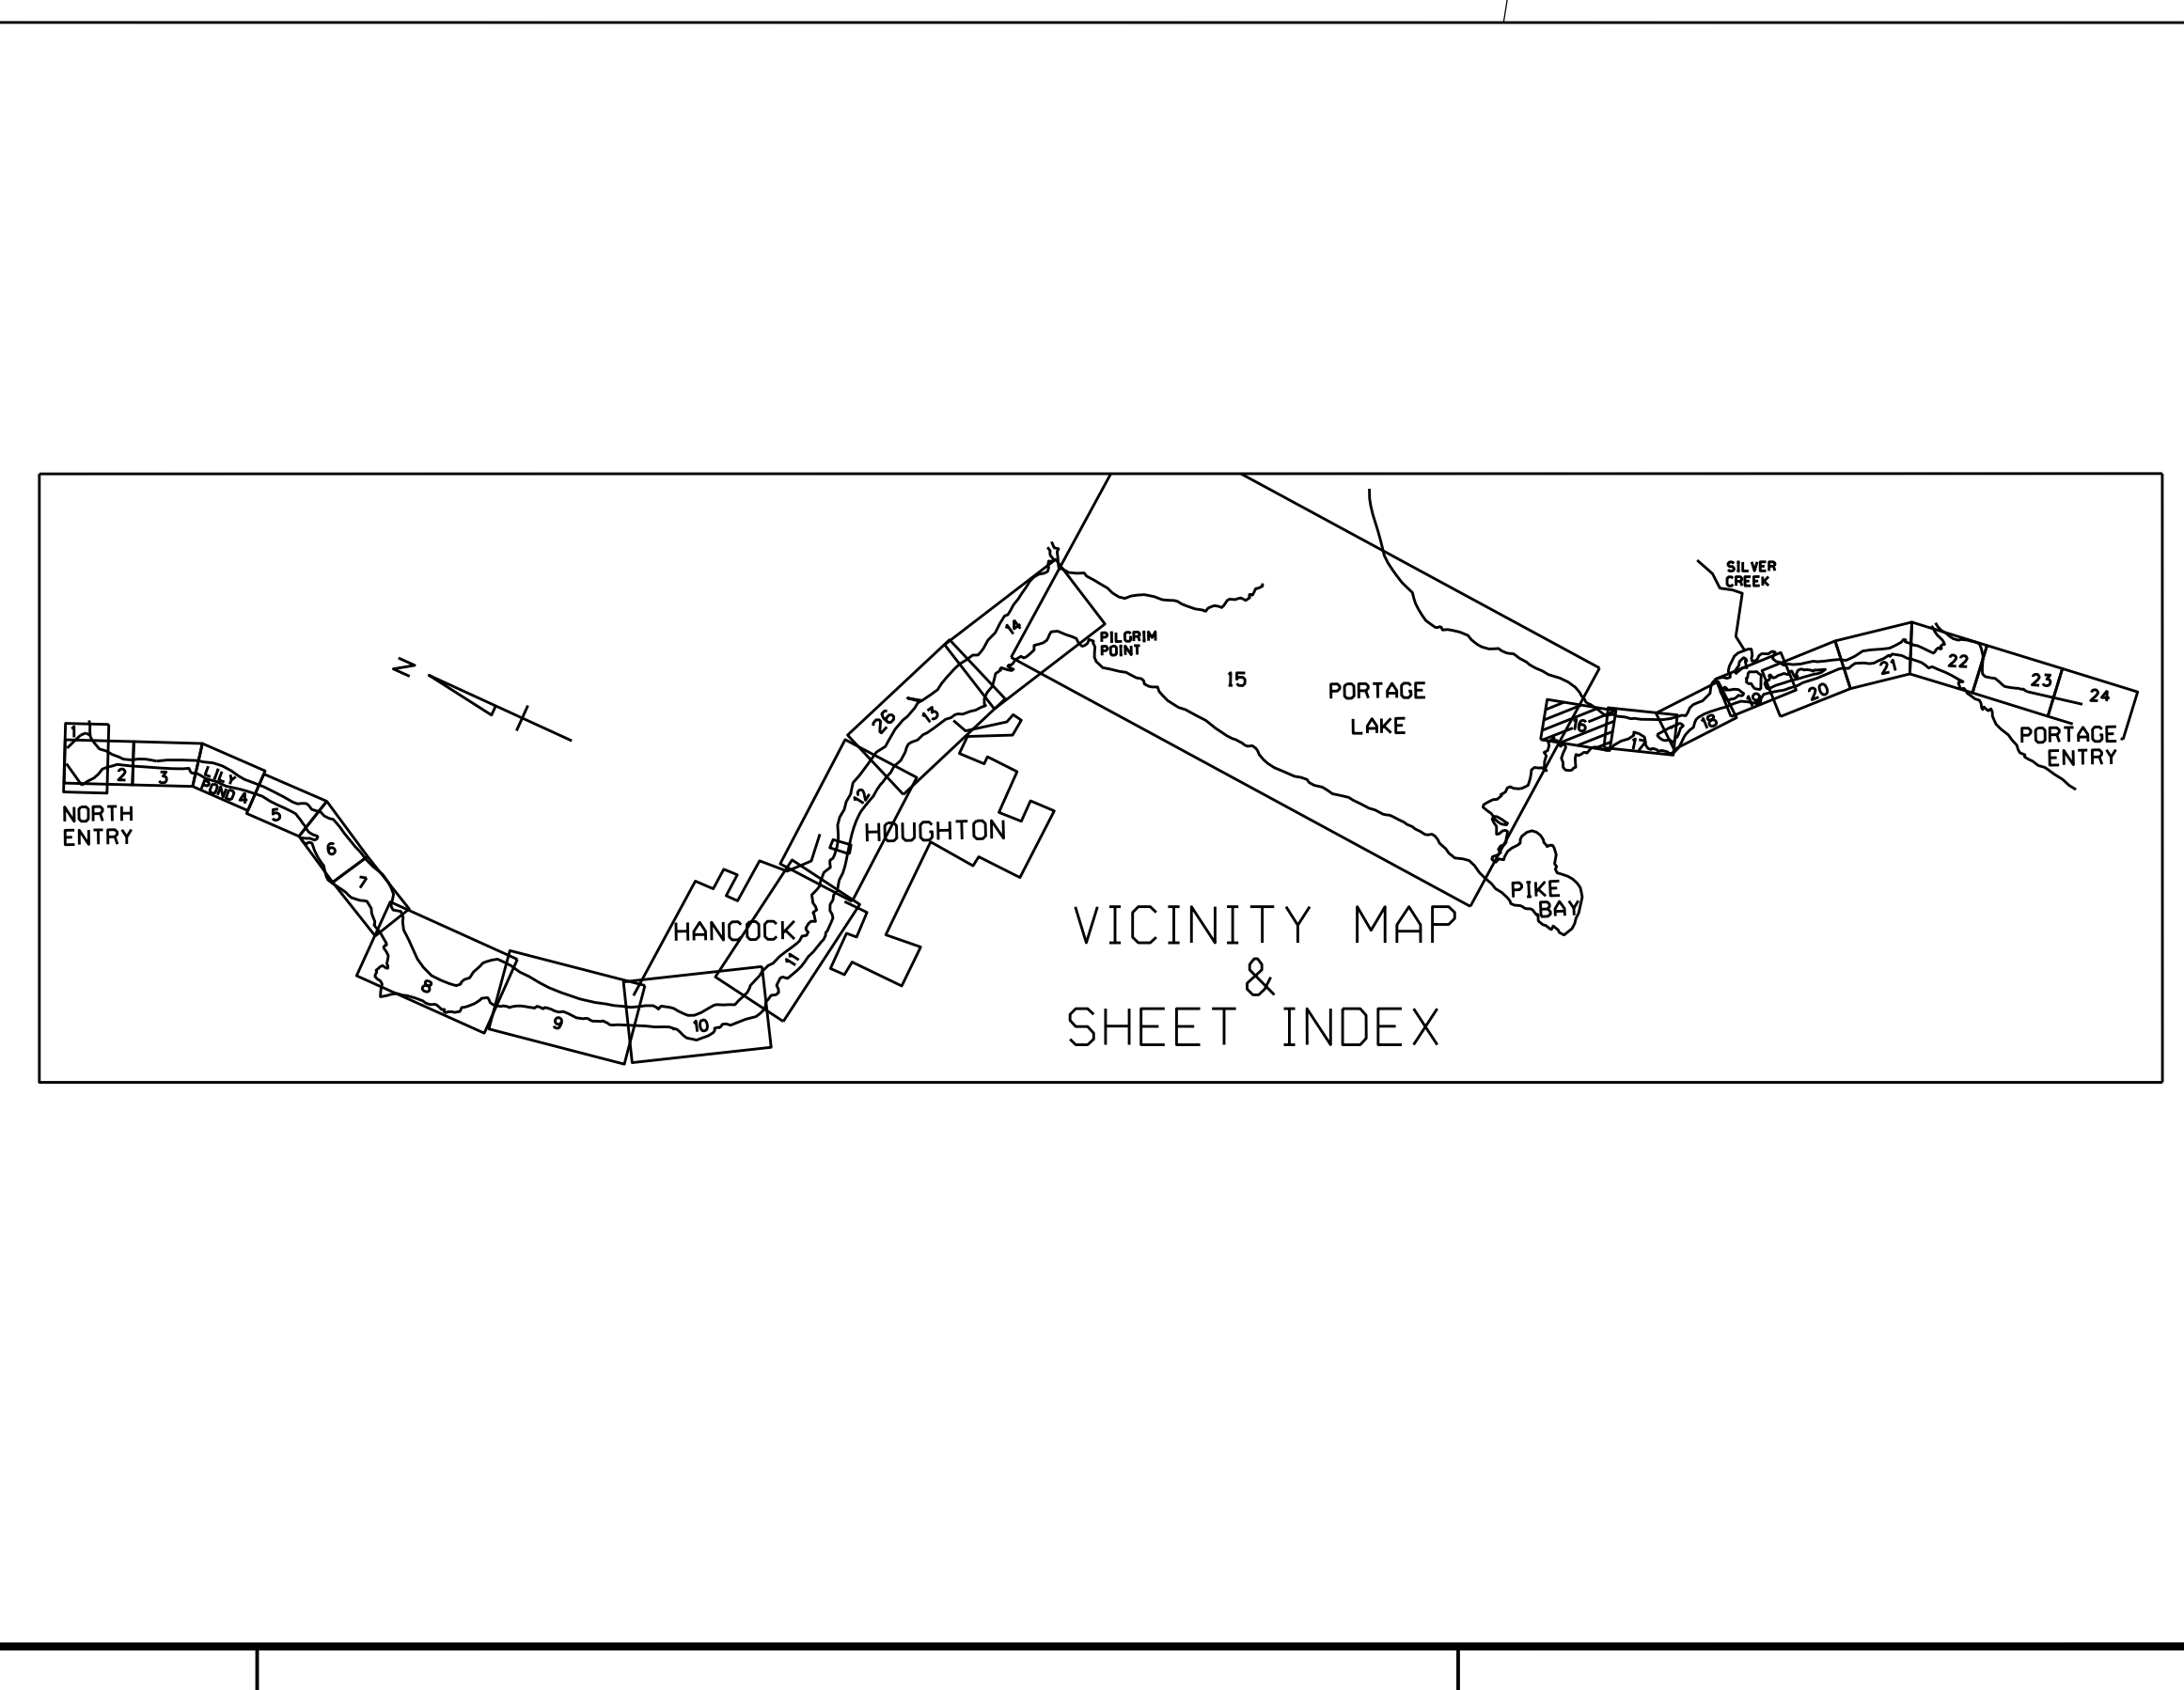 N
1
2
3
LILY
POND 4
5
6
7
8
9
10
11
12
13
26
14
15
16
17
18
19
20
21
22
23
24
NORTH
ENTRY
HANCOCK
HOUGHTON
PILGRIM
POINT
PORTAGE
LAKE
PIKE
BAY
SILVER
CREEK
PORTAGE
ENTRY
VICINITY MAP
&
SHEET INDEX